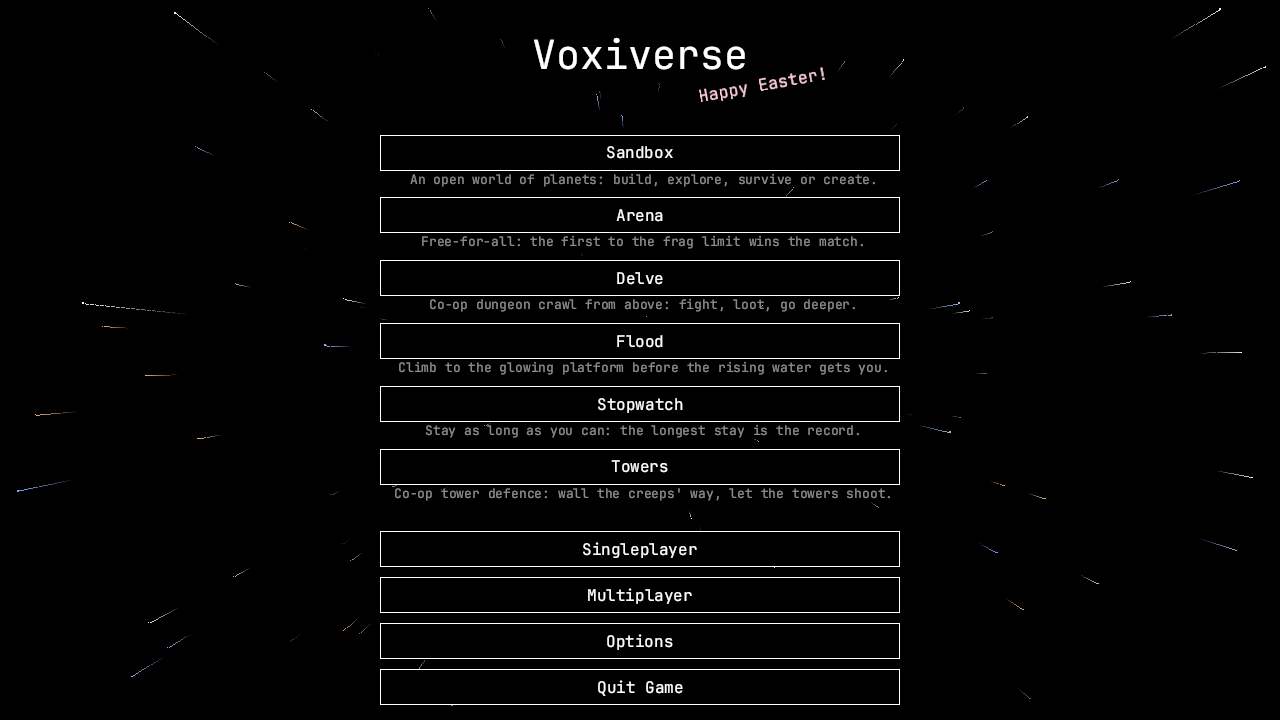 Voxiverse
Happy Easter!
Sandbox
An open world of planets: build, explore, survive or create.
Arena
Free-for-all: the first to the frag limit wins the match.
Delve
Co-op dungeon crawl from above: fight, loot, go deeper.
Flood
Climb to the glowing platform before the rising water gets you.
Stopwatch
Stay as long as you can: the longest stay is the record.
Towers
Co-op tower defence: wall the creeps' way, let the towers shoot.
Singleplayer
Multiplayer
Options
Quit Game